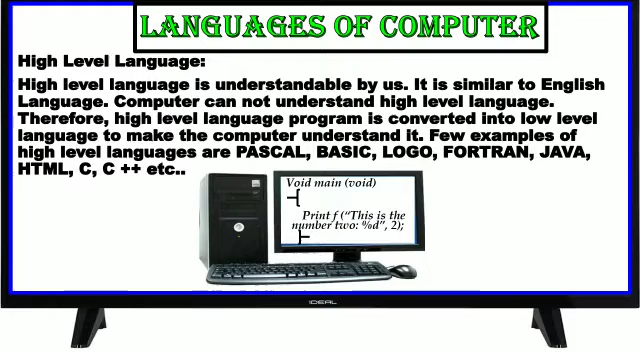 LANGUAGES OF COMPUTER
High Level Language:
High level language is understandable by us. It is similar to English
Language. Computer can not understand high level language.
Therefore, high level language program is converted into low level
language to make the computer understand it. Few examples of
high level languages are PASCAL, BASIC, LOGO, FORTRAN, JAVA,
HTML, C, C ++ etc..
Void main (void)
{
Print f (“This is the
number two: %d”, 2);
}
IDEAL